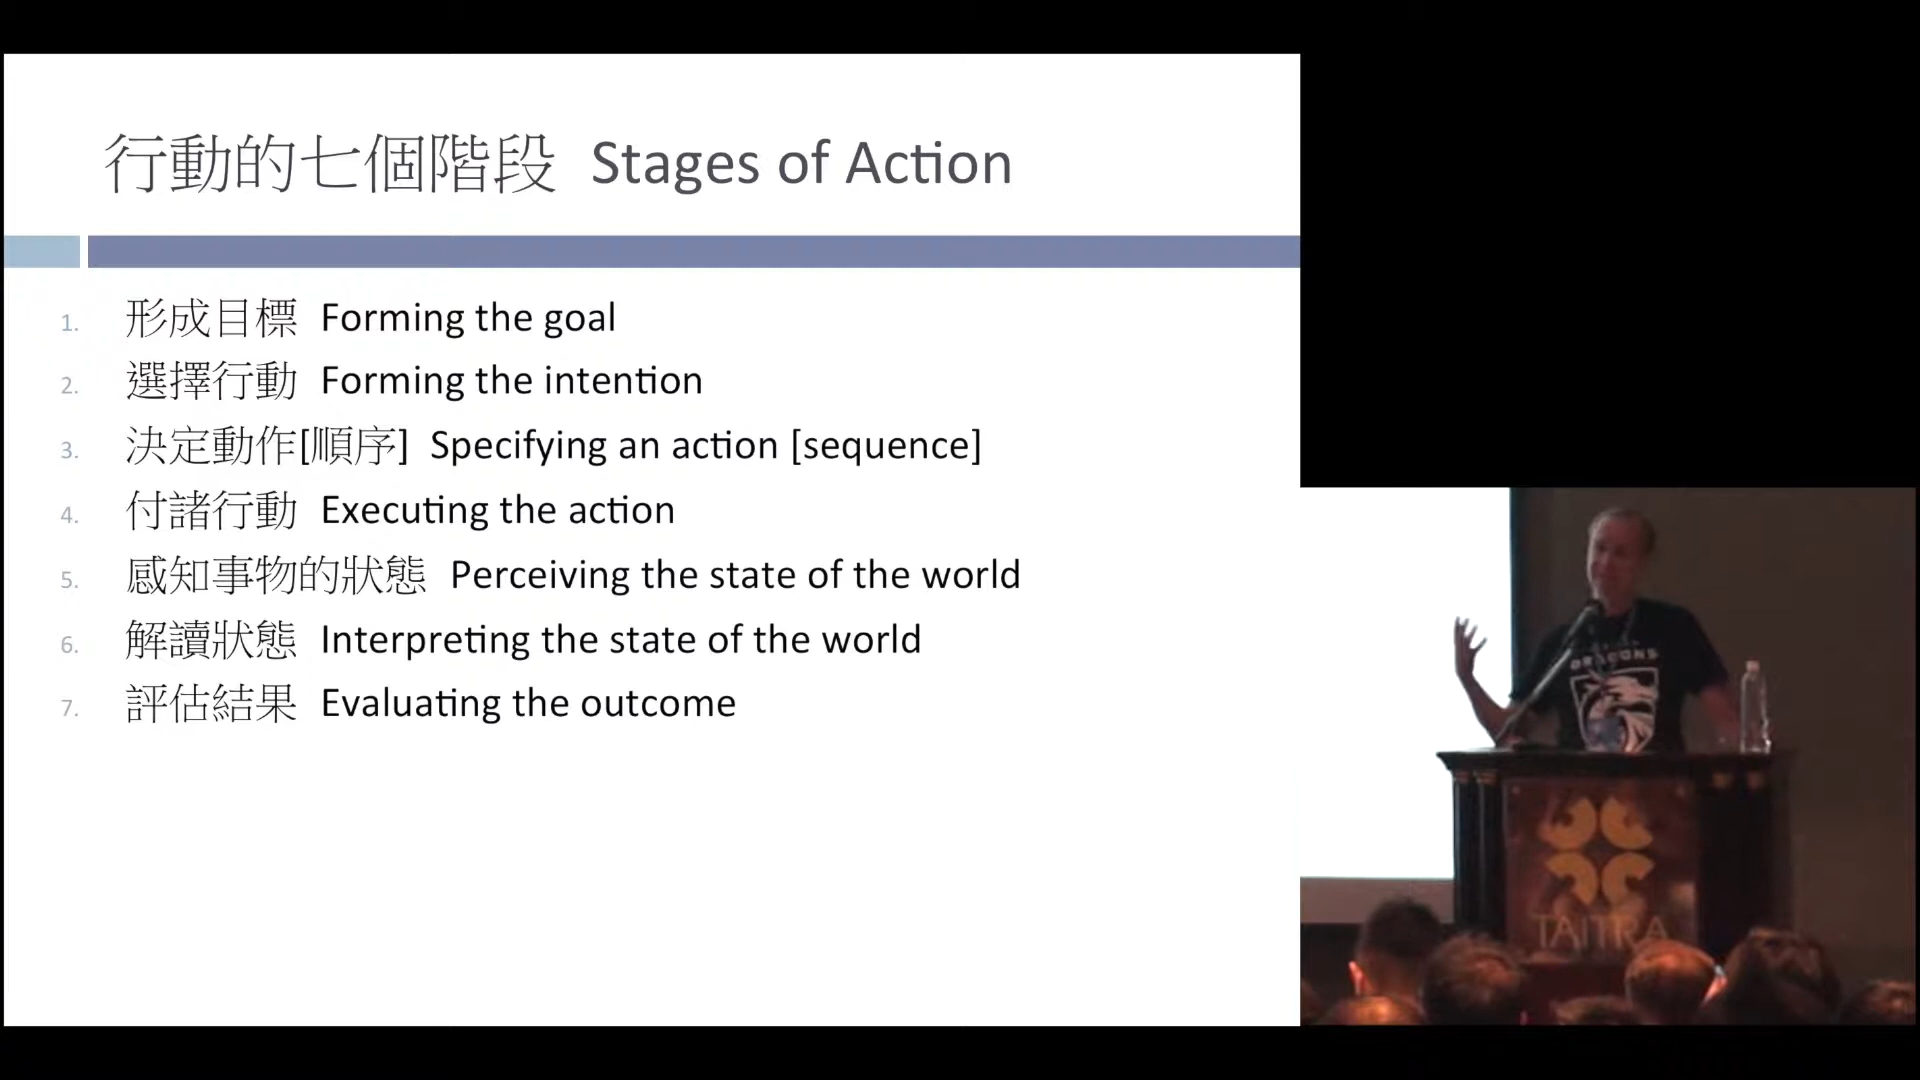 行動的七個階段 Stages of Action
1. 形成目標 Forming the goal
2. 選擇行動 Forming the intention
3. 決定動作[順序] Specifying an action [sequence]
4. 付諸行動 Executing the action
5. 感知事物的狀態 Perceiving the state of the world
6. 解讀狀態 Interpreting the state of the world
7. 評估結果 Evaluating the outcome
DRAGONS
TAITRA